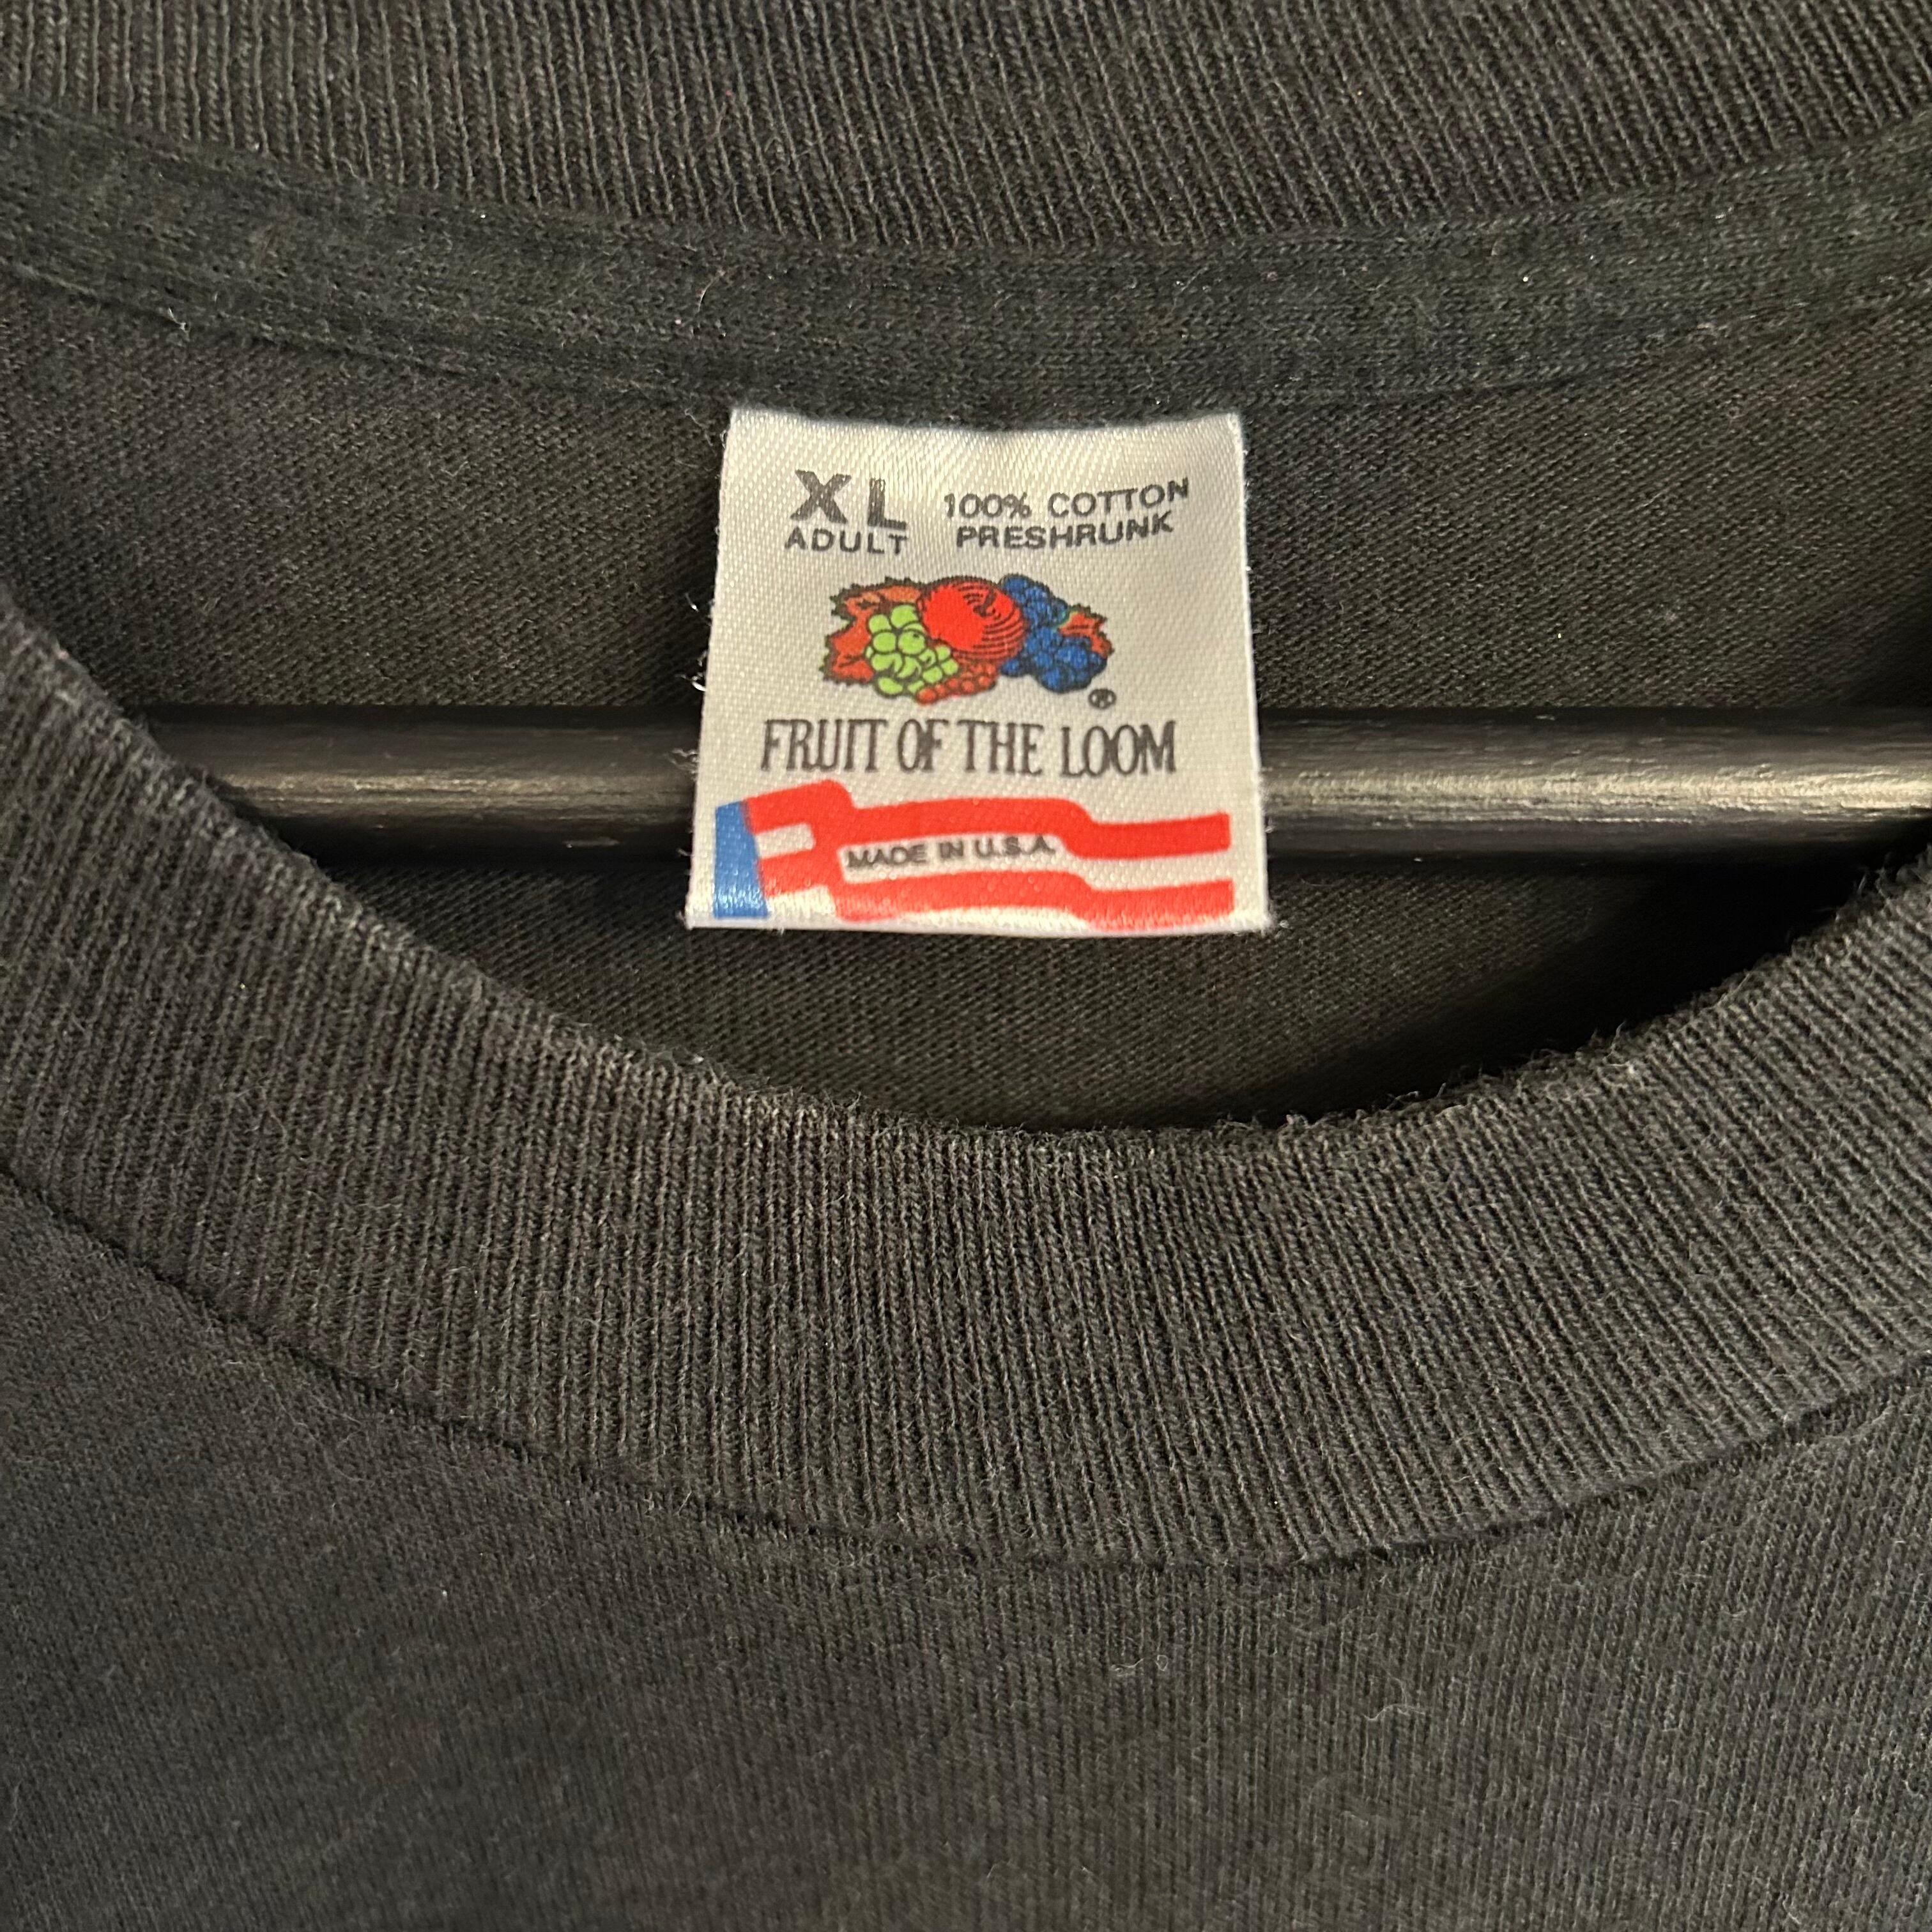 XL 100% COTTON
ADULT PRESHRUNK
®
FRUIT OF THE LOOM
MADE IN U.S.A.